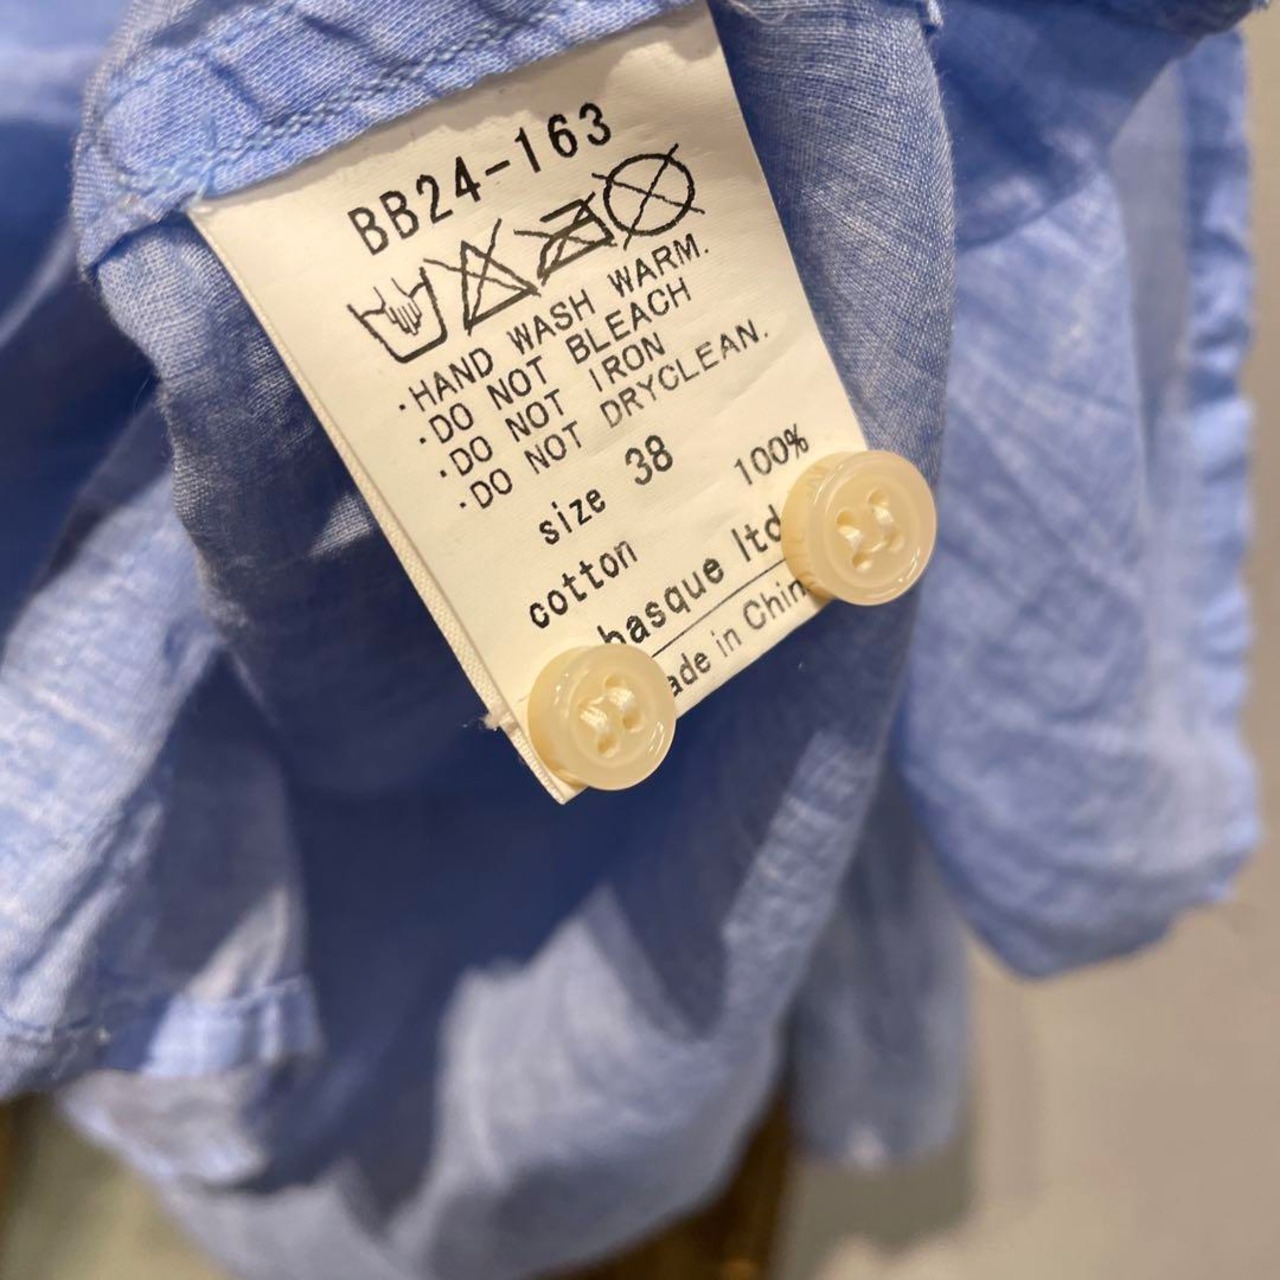 BB24-163
·HAND WASH WARM.
·DO NOT BLEACH
·DO NOT IRON
·DO NOT DRYCLEAN.
size 38
cotton 100%
basque ltd
ade in Chin